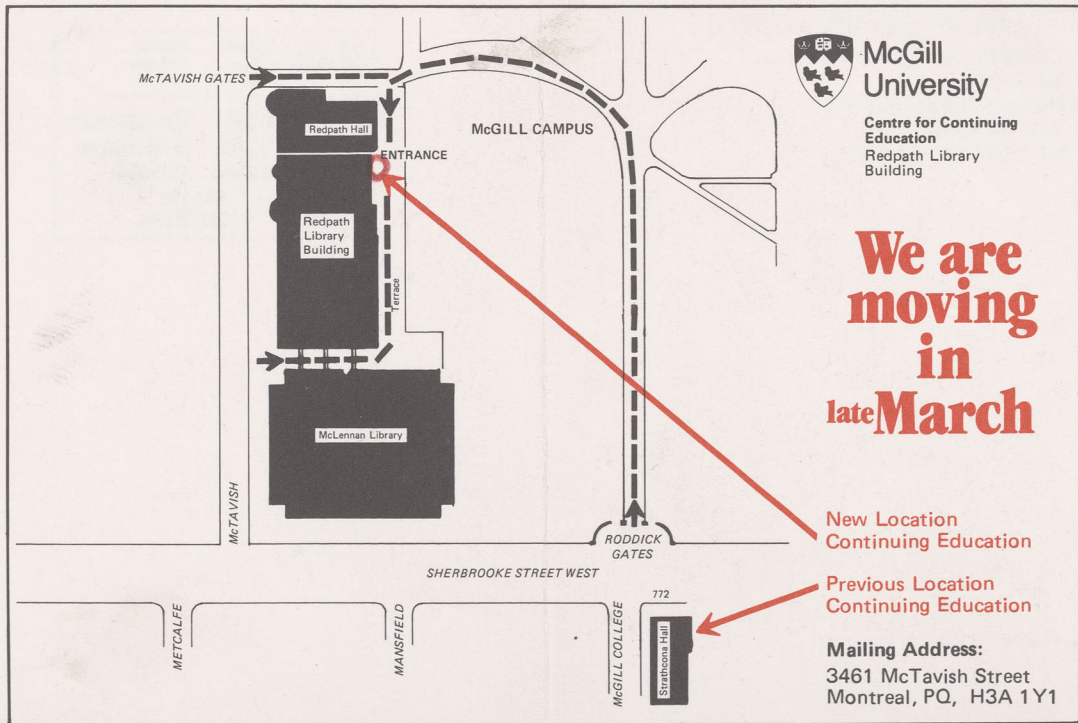 McTAVISH GATES
Redpath Hall
McGILL CAMPUS
ENTRANCE
Redpath
Library
Building
Terrace
McLennan Library
McTAVISH
RODDICK
GATES
SHERBROOKE STREET WEST
METCALFE
MANSFIELD
McGILL COLLEGE
772
Strathcona Hall
McGill
University
Centre for Continuing
Education
Redpath Library
Building
We are
moving
in
late March
New Location
Continuing Education
Previous Location
Continuing Education
Mailing Address:
3461 McTavish Street
Montreal, PQ, H3A 1Y1